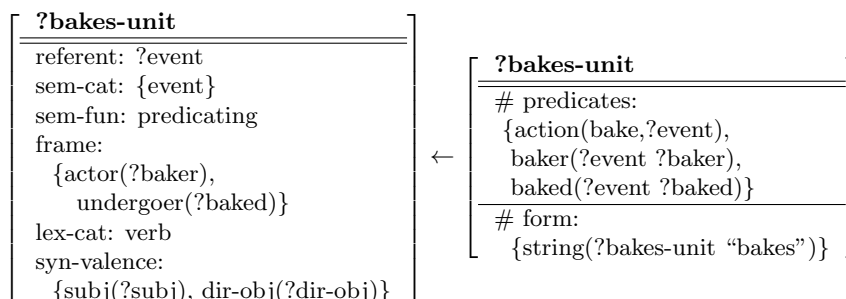 ?bakes-unit
referent: ?event
sem-cat: {event}
sem-fun: predicating
frame:
{actor(?baker),
undergoer(?baked)}
lex-cat: verb
syn-valence:
{subj(?subj), dir-obj(?dir-obj)}
←
?bakes-unit
# predicates:
{action(bake,?event),
baker(?event ?baker),
baked(?event ?baked)}
# form:
{string(?bakes-unit “bakes”)}